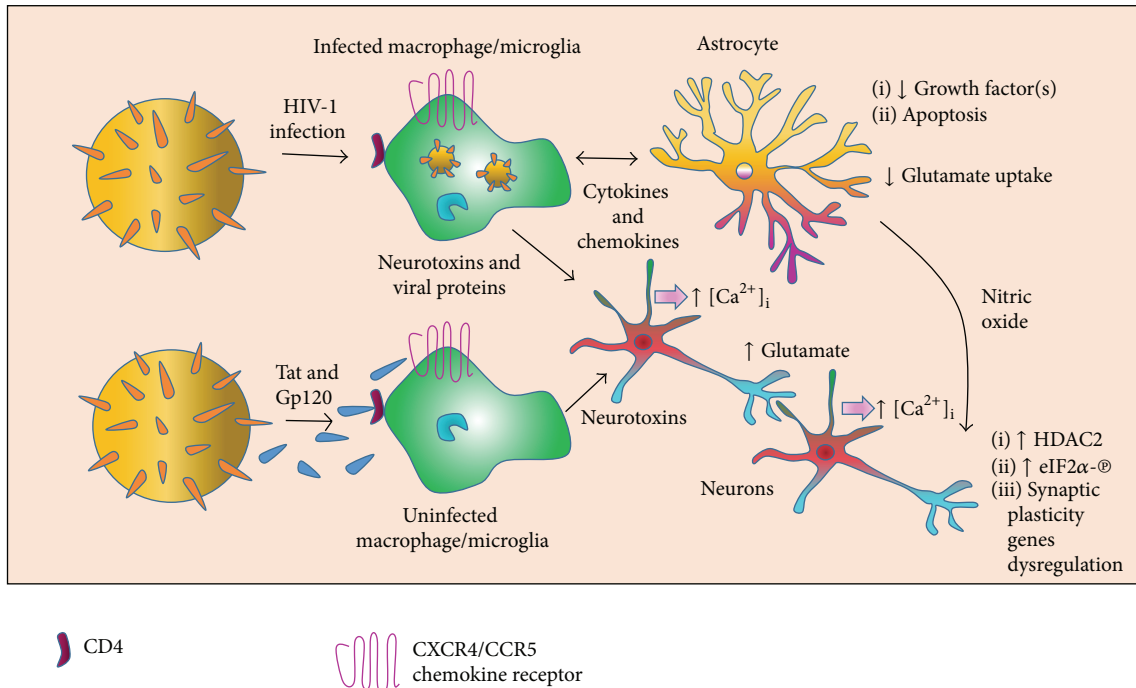 Infected macrophage/microglia
Astrocyte
HIV-1
infection
(i) ↓ Growth factor(s)
(ii) Apoptosis
↓ Glutamate uptake
Cytokines
and
chemokines
Neurotoxins and
viral proteins
↑ [Ca²⁺]ᵢ
Nitric
oxide
Tat and
Gp120
↑ Glutamate
Neurotoxins
↑ [Ca²⁺]ᵢ
Neurons
(i) ↑ HDAC2
(ii) ↑ eIF2α-℗
(iii) Synaptic
plasticity
genes
dysregulation
Uninfected
macrophage/microglia
CD4
CXCR4/CCR5
chemokine receptor